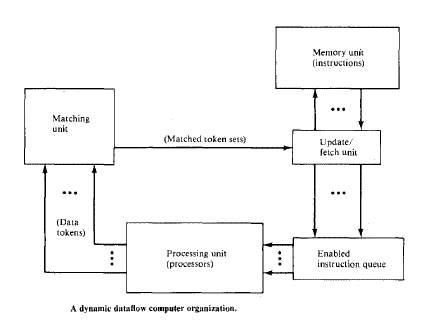 Memory unit
(instructions)
Matching
unit
(Matched token sets)
Update/
fetch unit
(Data
tokens)
Processing unit
(processors)
Enabled
instruction queue
A dynamic dataflow computer organization.